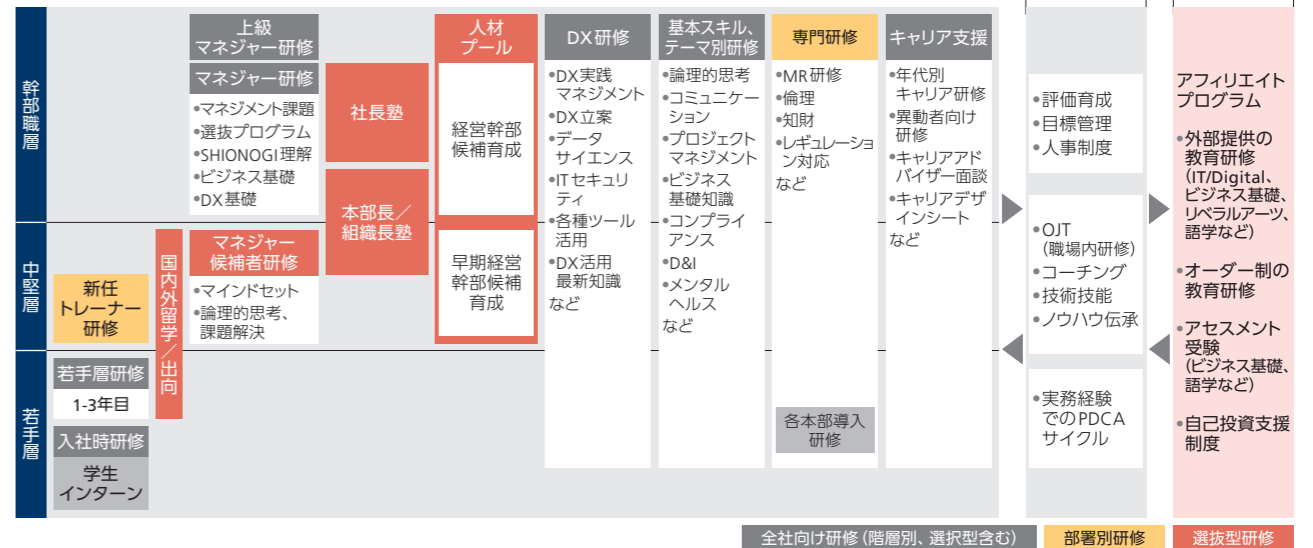 幹部職層
中堅層
若手層
新任
トレーナー
研修
若手層研修
1-3年目
入社時研修
学生
インターン
国内外留学／出向
上級
マネジャー研修
マネジャー研修
•マネジメント課題
•選抜プログラム
•SHIONOGI理解
•ビジネス基礎
•DX基礎
マネジャー
候補者研修
•マインドセット
•論理的思考、
課題解決
社長塾
本部長／
組織長塾
人材
プール
経営幹部
候補育成
早期経営
幹部候補
育成
DX研修
•DX実践
マネジメント
•DX立案
•データ
サイエンス
•ITセキュリ
ティ
•各種ツール
活用
•DX活用
最新知識
など
基本スキル、
テーマ別研修
•論理的思考
•コミュニケー
ション
•プロジェクト
マネジメント
•ビジネス
基礎知識
•コンプライ
アンス
•D&I
•メンタル
ヘルス
など
専門研修
•MR研修
•倫理
•知財
•レギュレーショ
ン対応
など
各本部導入
研修
キャリア支援
•年代別
キャリア研修
•異動者向け
研修
•キャリアアド
バイザー面談
•キャリアデザ
インシート
など
•評価育成
•目標管理
•人事制度
•OJT
（職場内研修）
•コーチング
•技術技能
•ノウハウ伝承
•実務経験
でのPDCA
サイクル
アフィリエイト
プログラム
•外部提供の
教育研修
（IT/Digital、
ビジネス基礎、
リベラルアーツ、
語学など）
•オーダー制の
教育研修
•アセスメント
受験
（ビジネス基礎、
語学など）
•自己投資支援
制度
全社向け研修（階層別、選択型含む）
部署別研修
選抜型研修